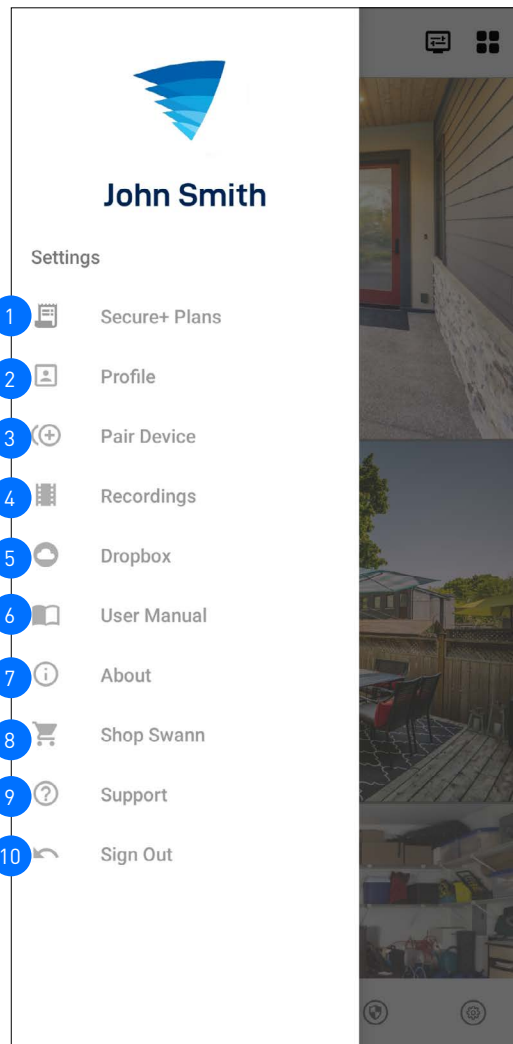 John Smith
Settings
1 Secure+ Plans
2 Profile
3 Pair Device
4 Recordings
5 Dropbox
6 User Manual
7 About
8 Shop Swann
9 Support
10 Sign Out